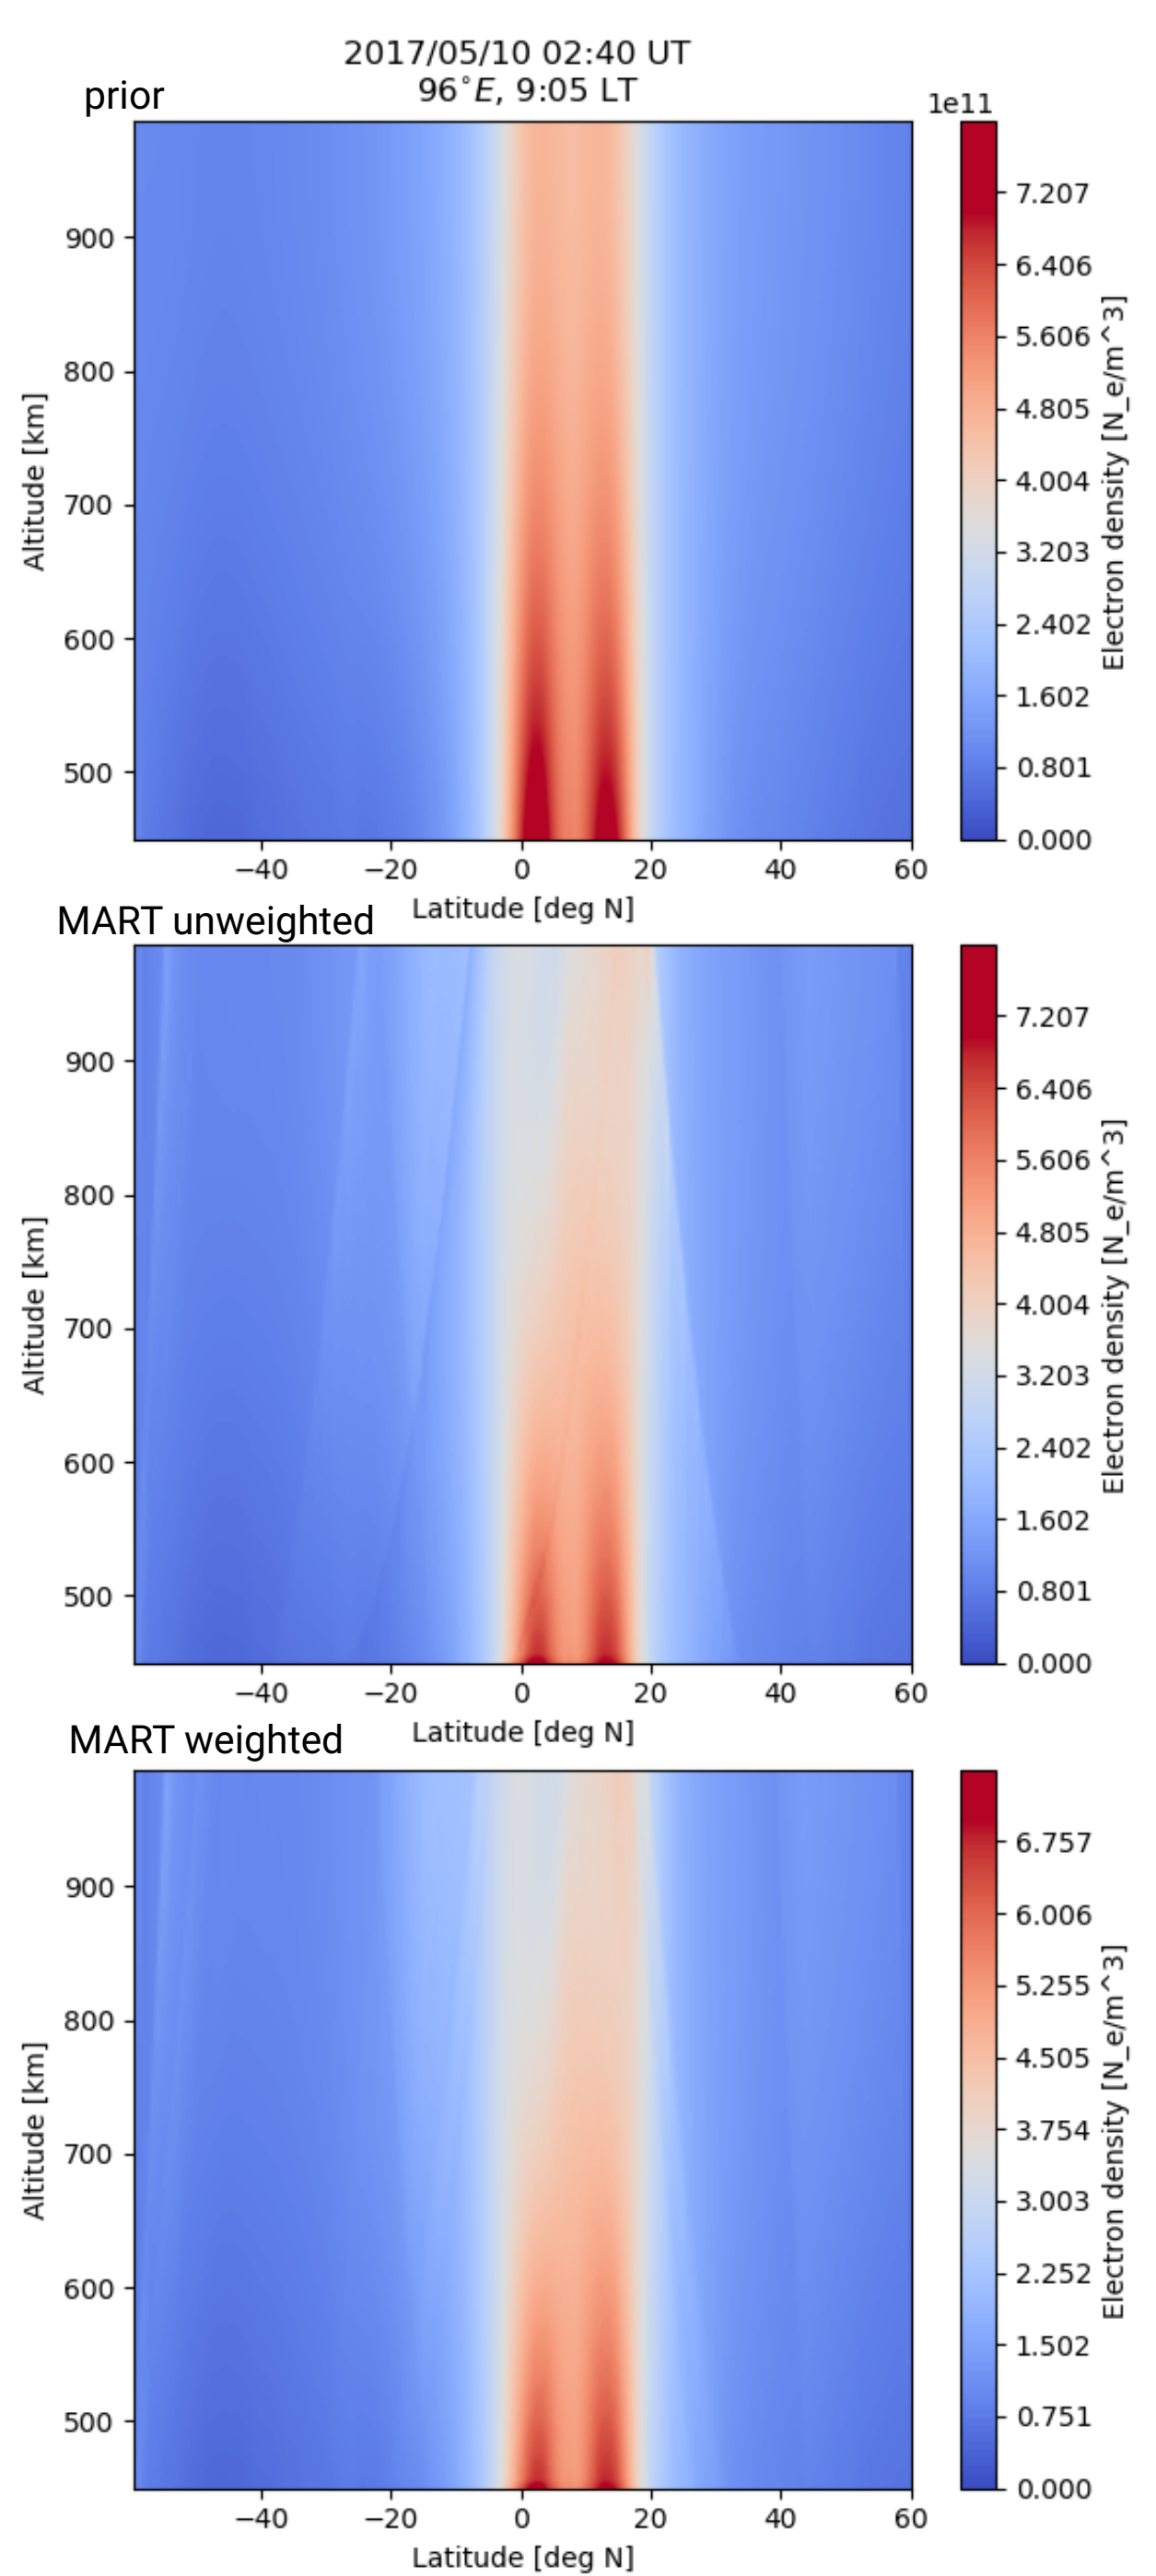 2017/05/10 02:40 UT
96°E, 9:05 LT
prior
1e11
900
800
700
600
500
Altitude [km]
−40 −20 0 20 40 60
Latitude [deg N]
7.207
6.406
5.606
4.805
4.004
3.203
2.402
1.602
0.801
0.000
Electron density [N_e/m^3]
MART unweighted
900
800
700
600
500
Altitude [km]
−40 −20 0 20 40 60
Latitude [deg N]
7.207
6.406
5.606
4.805
4.004
3.203
2.402
1.602
0.801
0.000
Electron density [N_e/m^3]
MART weighted
900
800
700
600
500
Altitude [km]
−40 −20 0 20 40 60
Latitude [deg N]
6.757
6.006
5.255
4.505
3.754
3.003
2.252
1.502
0.751
0.000
Electron density [N_e/m^3]